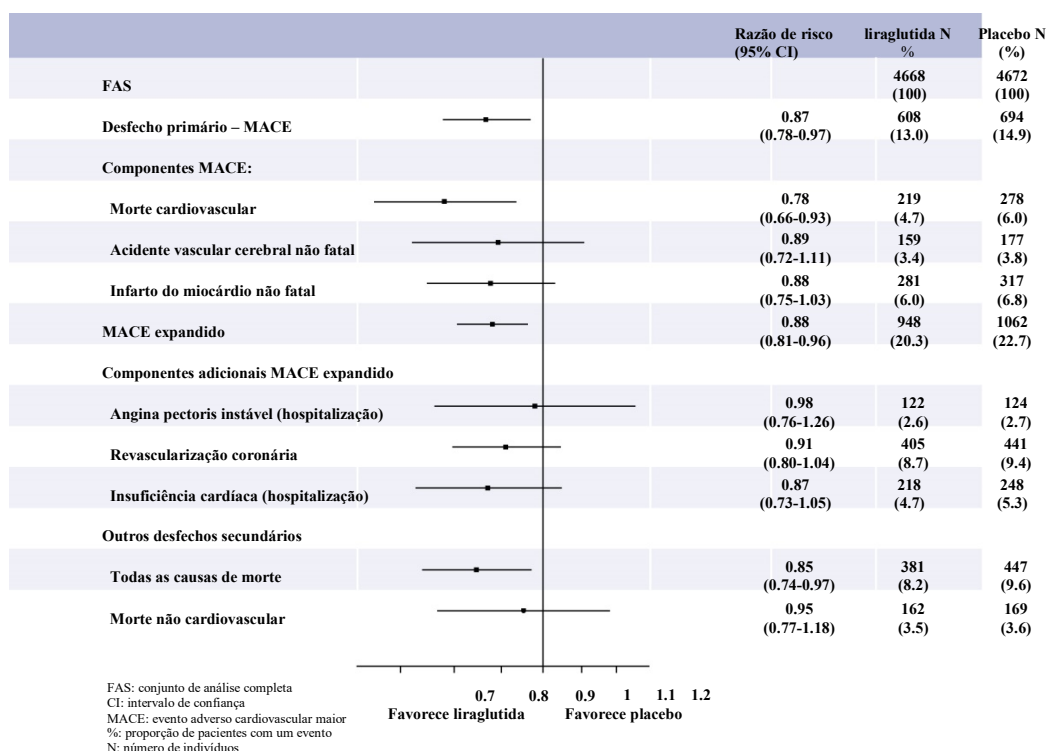 Razão de risco (95% CI) liraglutida N % Placebo N (%)
FAS 4668 (100) 4672 (100)
Desfecho primário – MACE 0.87 (0.78-0.97) 608 (13.0) 694 (14.9)
Componentes MACE:
Morte cardiovascular 0.78 (0.66-0.93) 219 (4.7) 278 (6.0)
Acidente vascular cerebral não fatal 0.89 (0.72-1.11) 159 (3.4) 177 (3.8)
Infarto do miocárdio não fatal 0.88 (0.75-1.03) 281 (6.0) 317 (6.8)
MACE expandido 0.88 (0.81-0.96) 948 (20.3) 1062 (22.7)
Componentes adicionais MACE expandido
Angina pectoris instável (hospitalização) 0.98 (0.76-1.26) 122 (2.6) 124 (2.7)
Revascularização coronária 0.91 (0.80-1.04) 405 (8.7) 441 (9.4)
Insuficiência cardíaca (hospitalização) 0.87 (0.73-1.05) 218 (4.7) 248 (5.3)
Outros desfechos secundários
Todas as causas de morte 0.85 (0.74-0.97) 381 (8.2) 447 (9.6)
Morte não cardiovascular 0.95 (0.77-1.18) 162 (3.5) 169 (3.6)
0.7 0.8 0.9 1 1.1 1.2
Favorece liraglutida Favorece placebo
FAS: conjunto de análise completa
CI: intervalo de confiança
MACE: evento adverso cardiovascular maior
%: proporção de pacientes com um evento
N: número de indivíduos